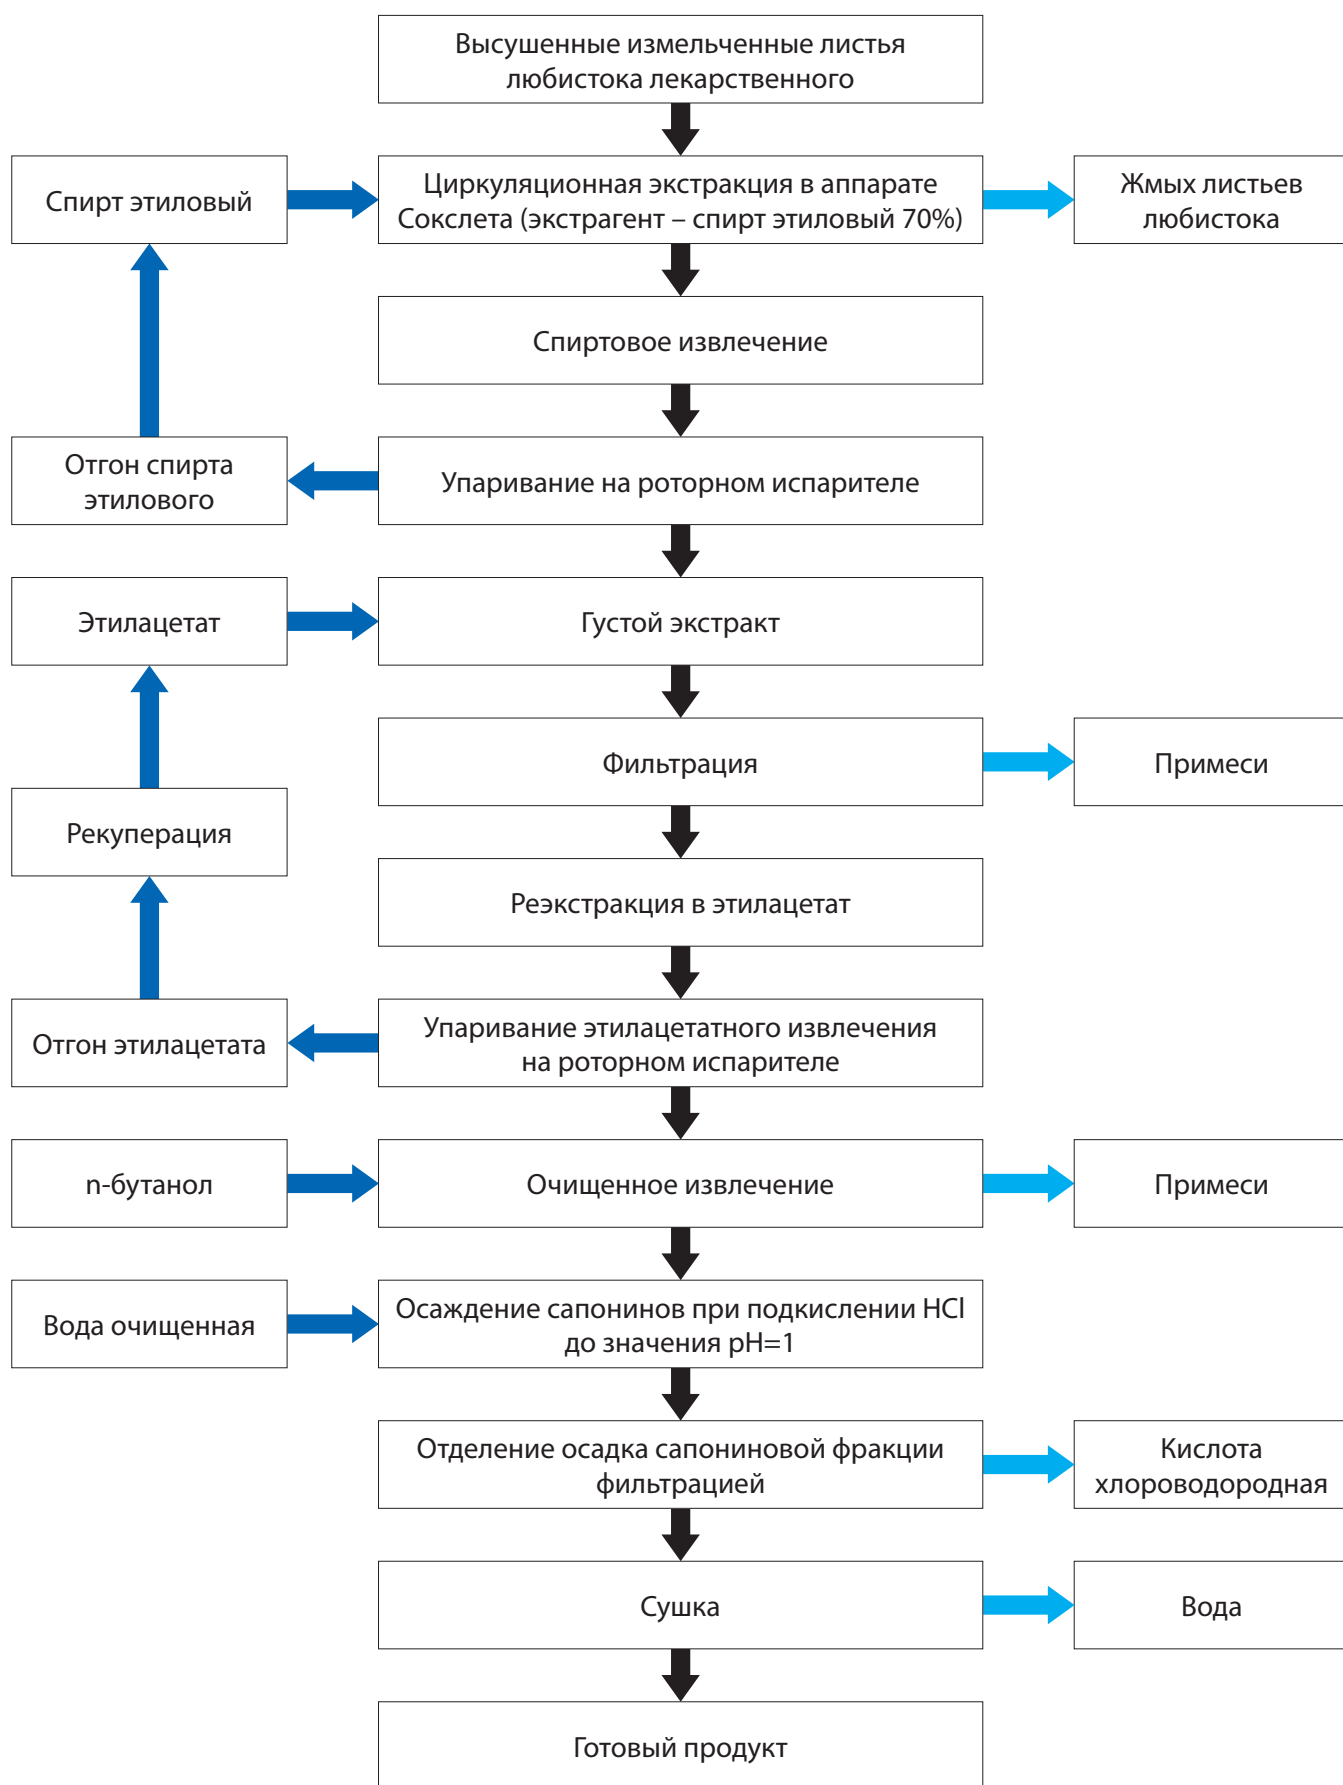 Высушенные измельченные листья
любистока лекарственного
Спирт этиловый
Циркуляционная экстракция в аппарате
Сокслета (экстрагент – спирт этиловый 70%)
Жмых листьев
любистока
Спиртовое извлечение
Отгон спирта
этилового
Упаривание на роторном испарителе
Этилацетат
Густой экстракт
Фильтрация
Примеси
Рекуперация
Реэкстракция в этилацетат
Отгон этилацетата
Упаривание этилацетатного извлечения
на роторном испарителе
n-бутанол
Очищенное извлечение
Примеси
Вода очищенная
Осаждение сапонинов при подкислении HCl
до значения pH=1
Отделение осадка сапониновой фракции
фильтрацией
Кислота
хлороводородная
Сушка
Вода
Готовый продукт